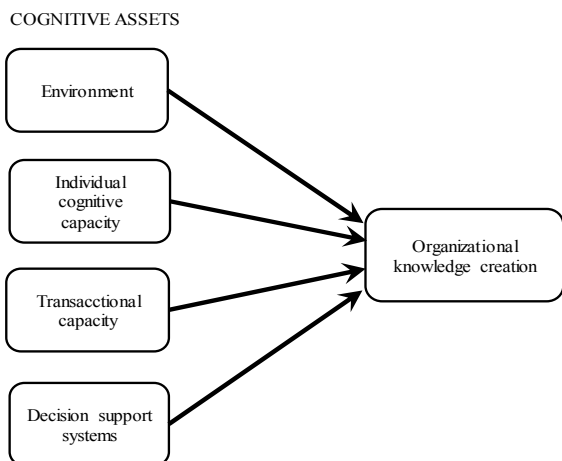 COGNITIVE ASSETS
Environment
Individual
cognitive
capacity
Transacctional
capacity
Decision support
systems
Organizational
knowledge creation